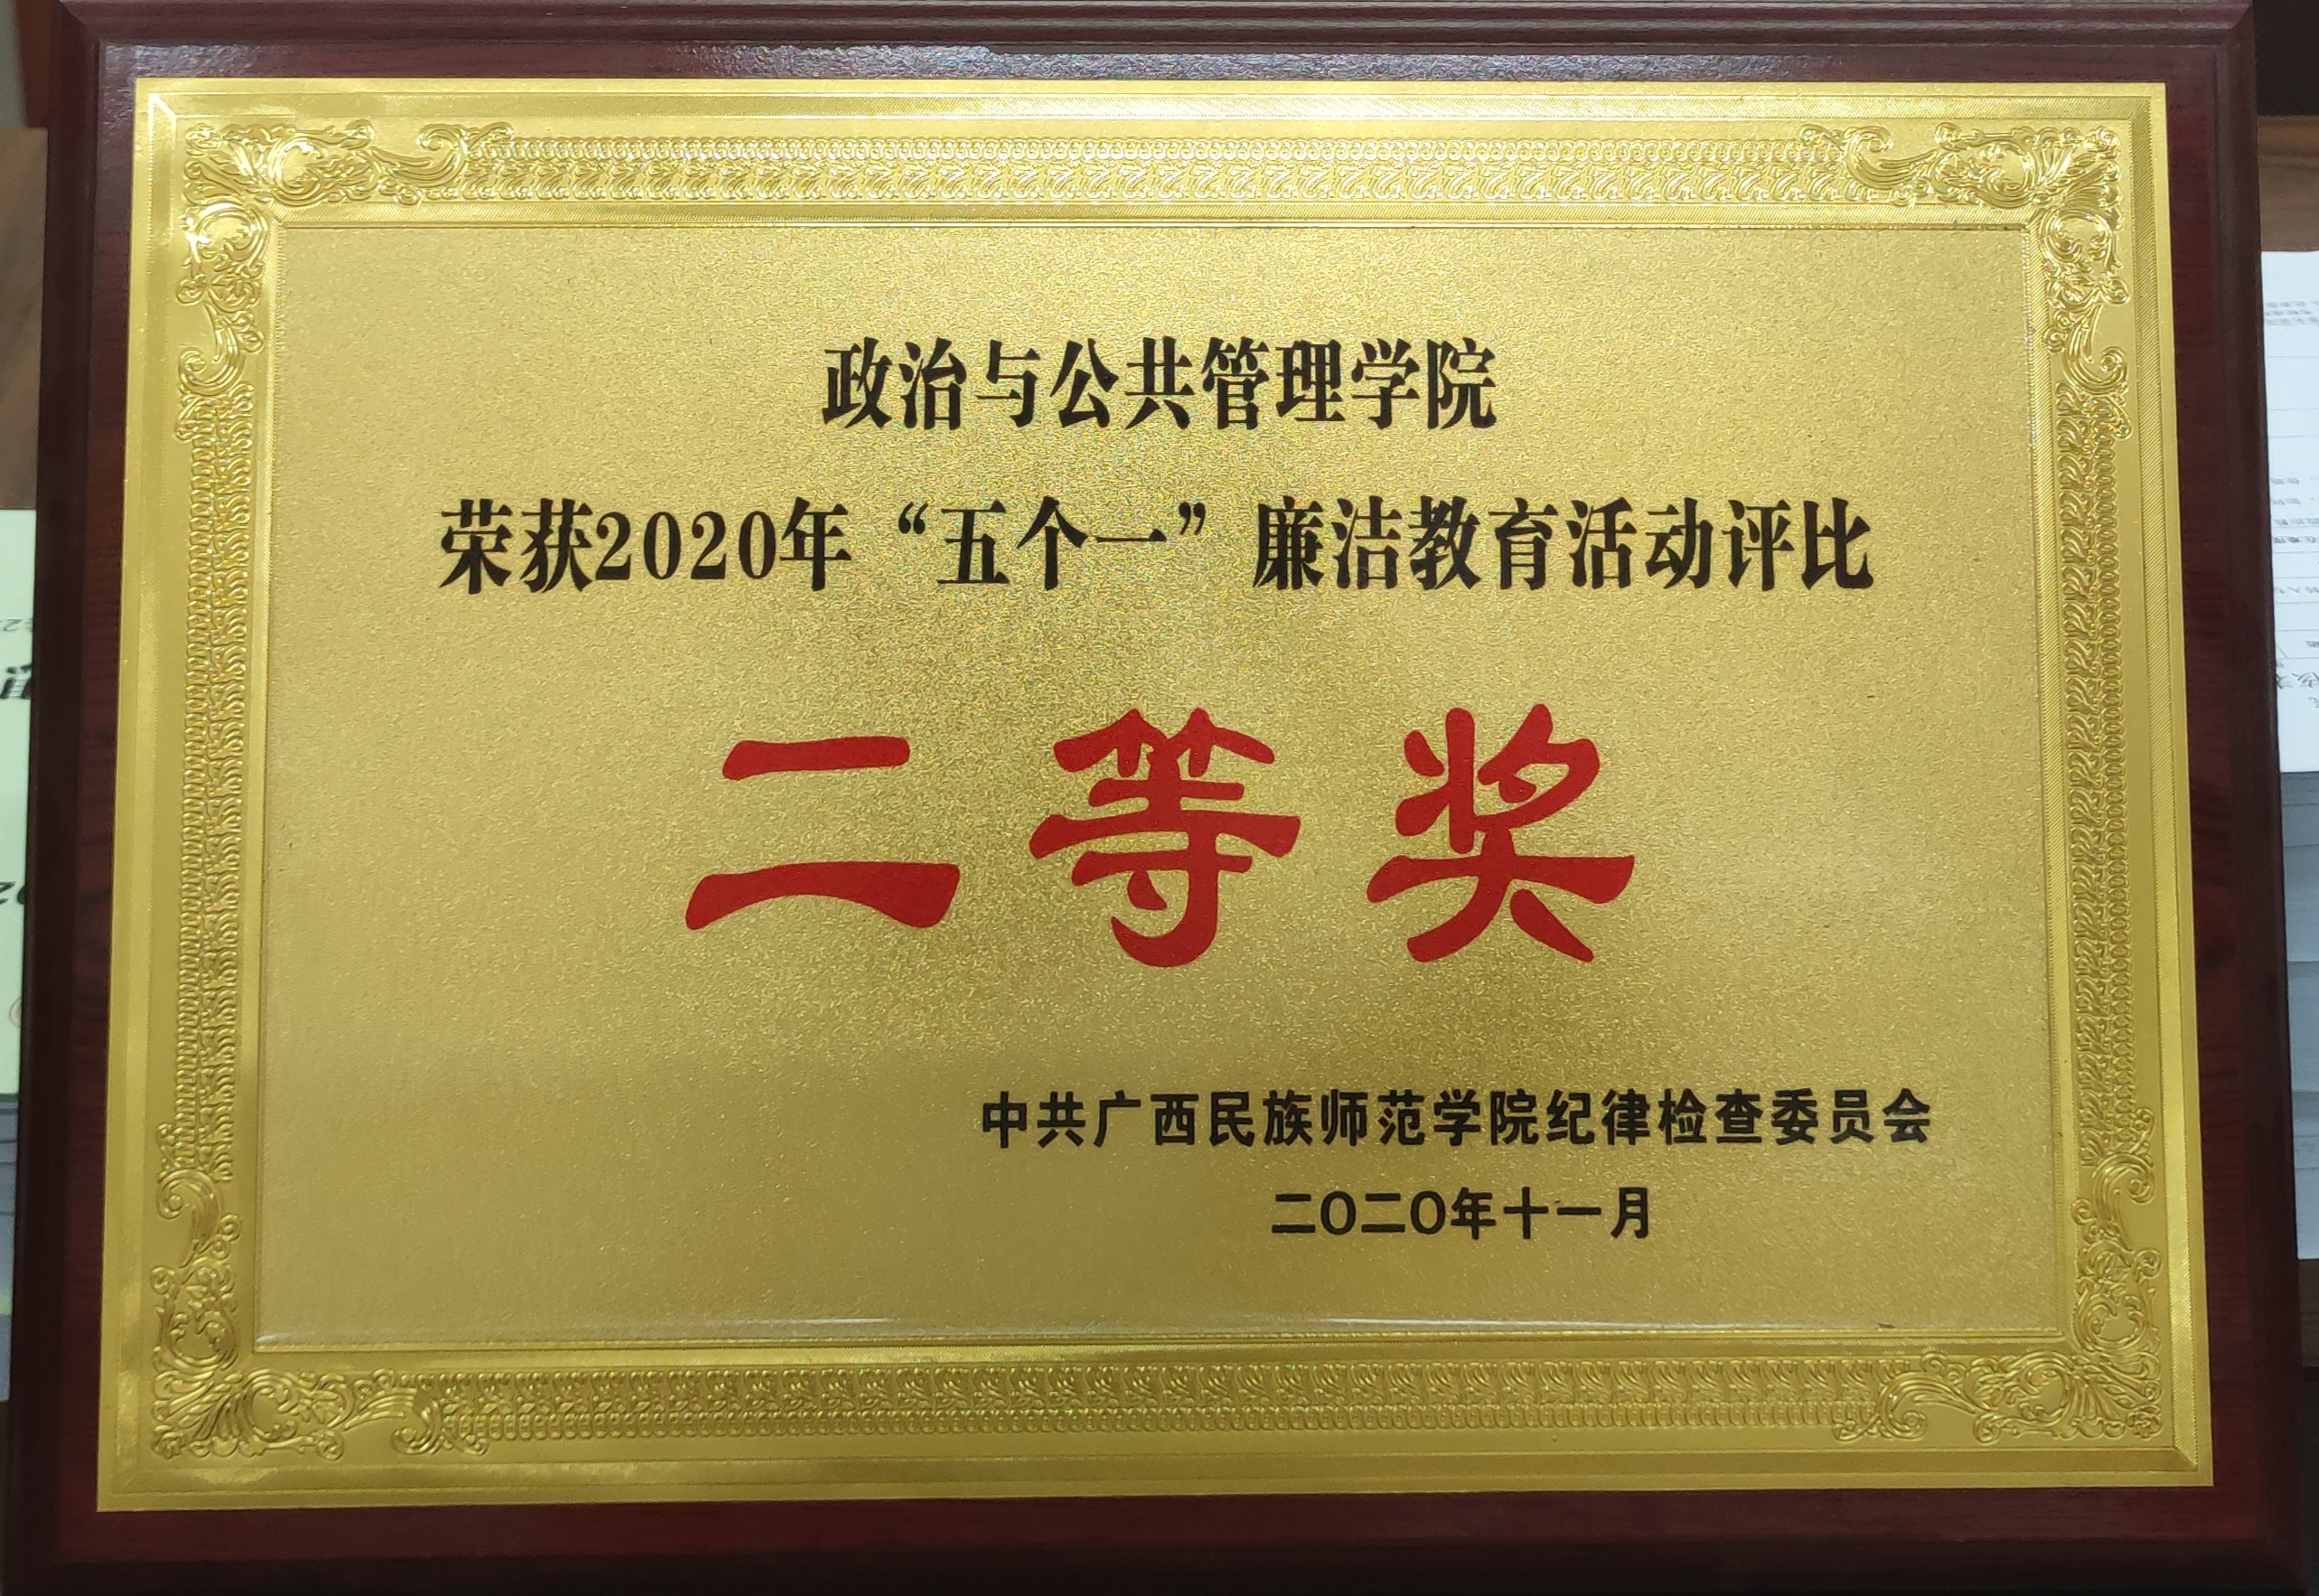 政治与公共管理学院
荣获2020年“五个一”廉洁教育活动评比
二等奖
中共广西民族师范学院纪律检查委员会
二〇二〇年十一月